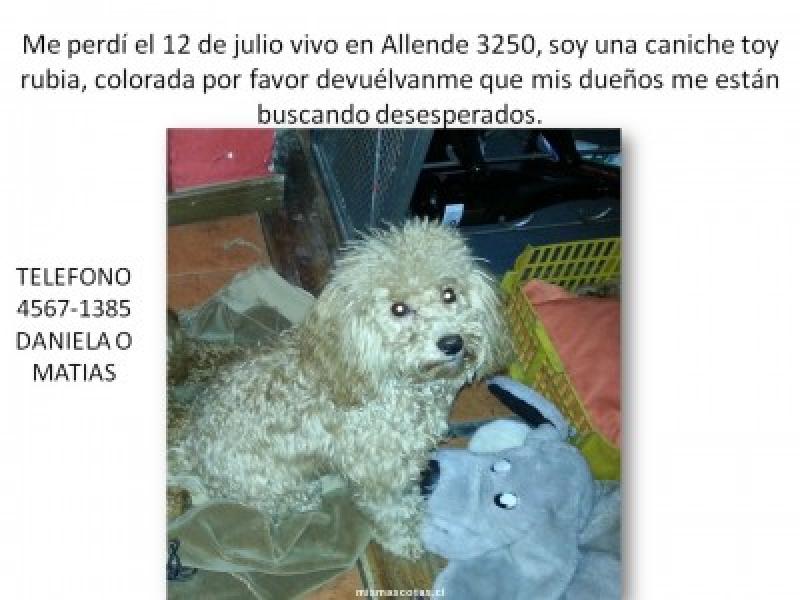 Me perdí el 12 de julio vivo en Allende 3250, soy una caniche toy
rubia, colorada por favor devuélvanme que mis dueños me están
buscando desesperados.
TELEFONO
4567-1385
DANIELA O
MATIAS
mismascotas.cl